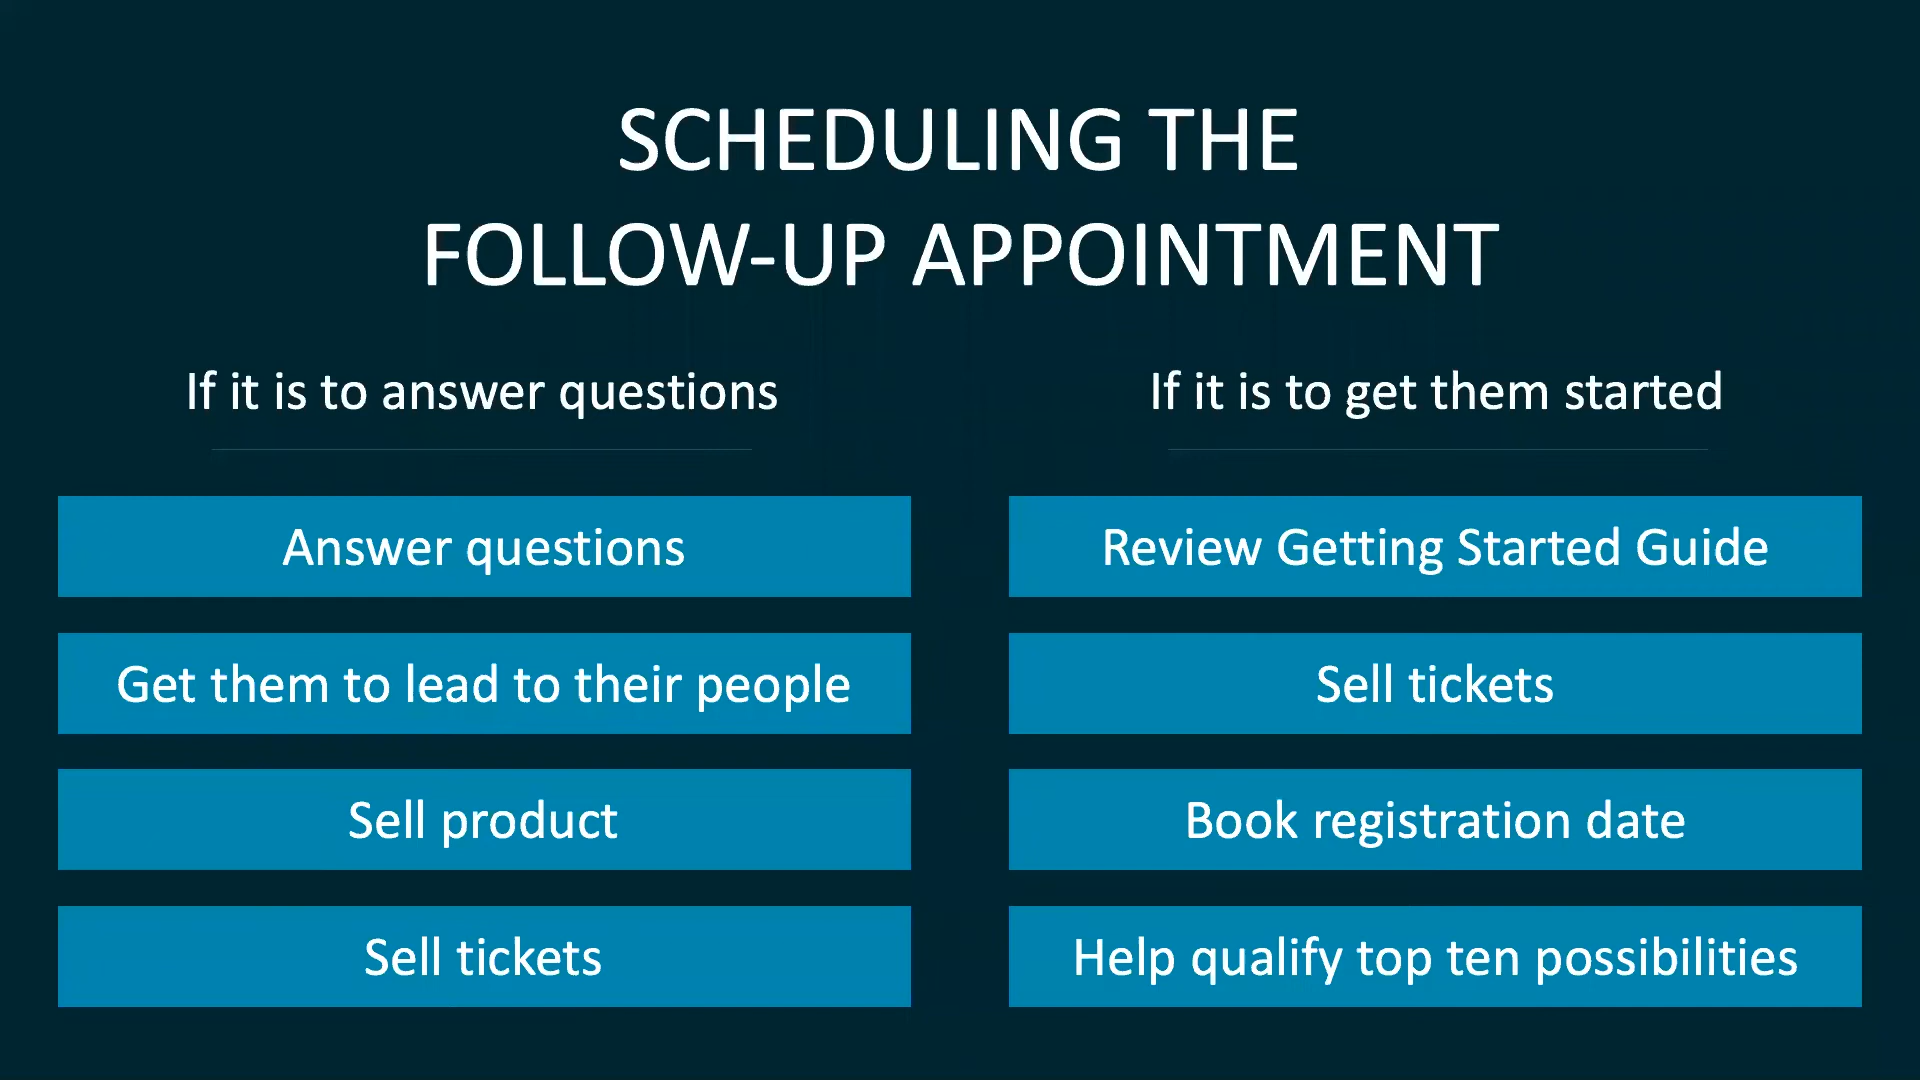 SCHEDULING THE
FOLLOW-UP APPOINTMENT
If it is to answer questions
Answer questions
Get them to lead to their people
Sell product
Sell tickets
If it is to get them started
Review Getting Started Guide
Sell tickets
Book registration date
Help qualify top ten possibilities